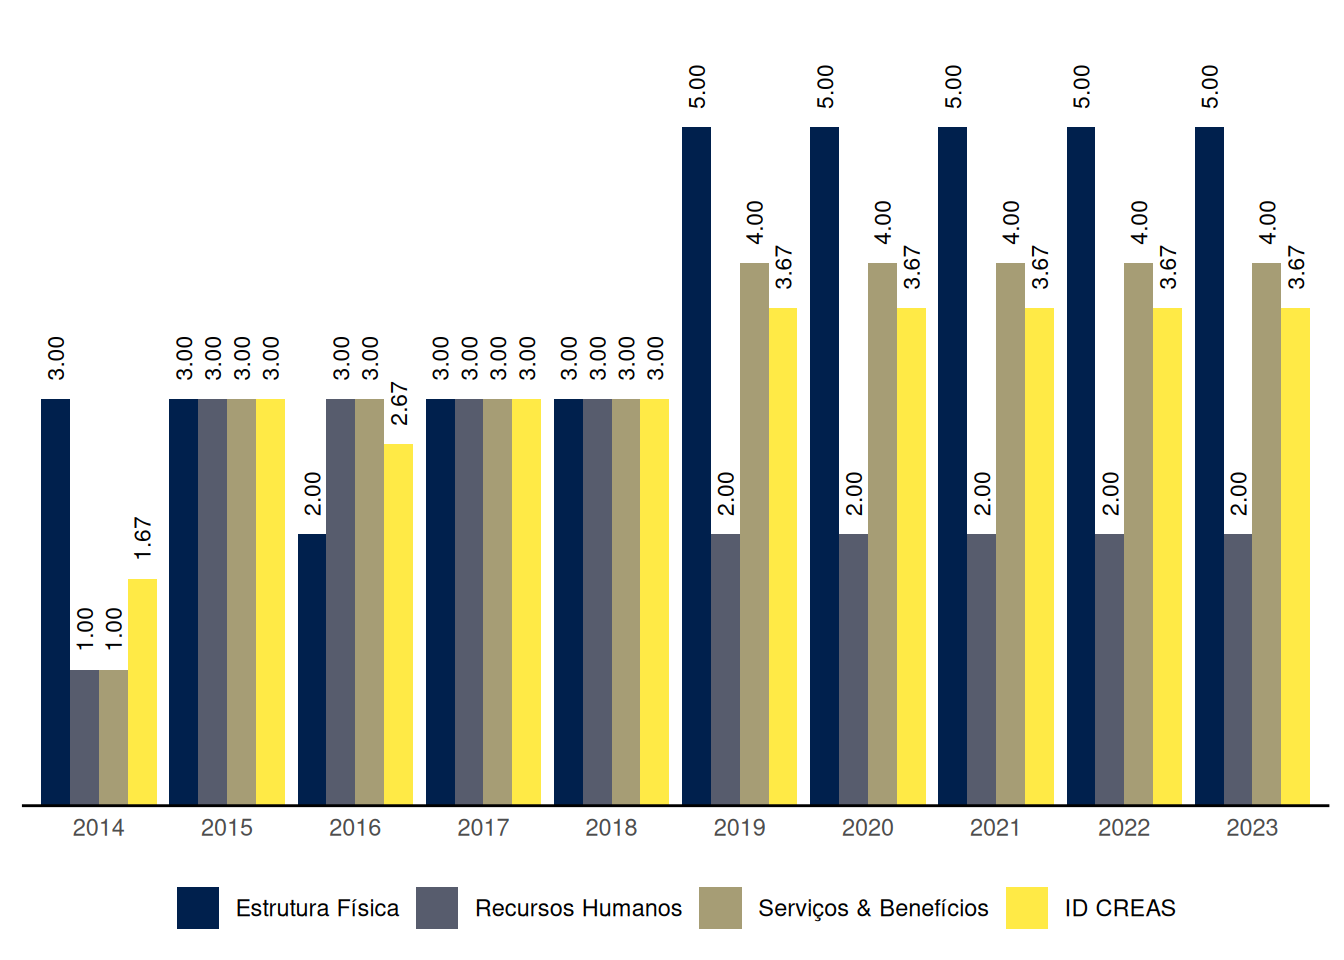 5.00 5.00 5.00 5.00 5.00
4.00 4.00 4.00 4.00 4.00
3.67 3.67 3.67 3.67 3.67
3.00 3.00 3.00 3.00 3.00 3.00 3.00 3.00 3.00 3.00 3.00 3.00 3.00 3.00 3.00
2.67
2.00 2.00 2.00 2.00 2.00 2.00
1.67
1.00 1.00
2014 2015 2016 2017 2018 2019 2020 2021 2022 2023
Estrutura Física Recursos Humanos Serviços & Benefícios ID CREAS